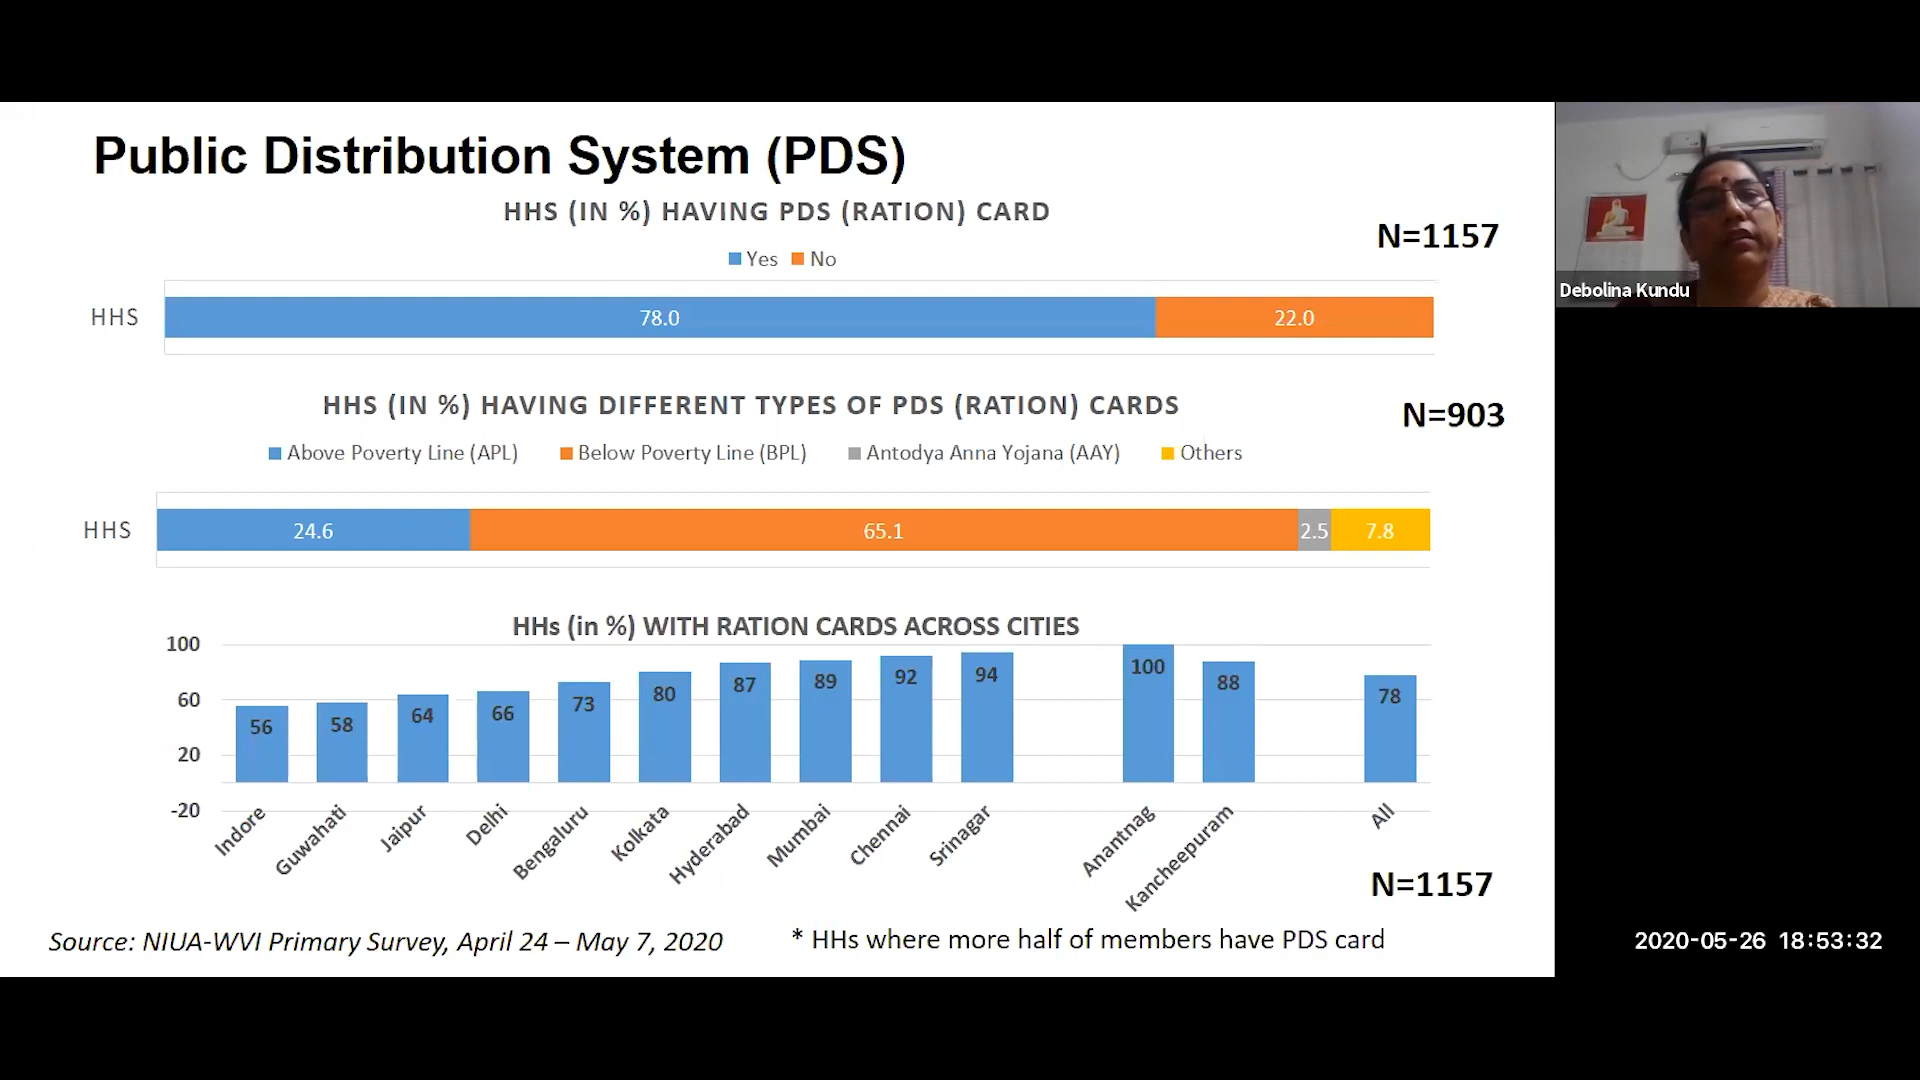 Public Distribution System (PDS)
HHS (IN %) HAVING PDS (RATION) CARD
N=1157
Yes No
HHS 78.0 22.0
HHS (IN %) HAVING DIFFERENT TYPES OF PDS (RATION) CARDS
N=903
Above Poverty Line (APL) Below Poverty Line (BPL) Antodya Anna Yojana (AAY) Others
HHS 24.6 65.1 2.5 7.8
HHs (in %) WITH RATION CARDS ACROSS CITIES
100
60
20
-20
56 58 64 66 73 80 87 89 92 94 100 88 78
Indore Guwahati Jaipur Delhi Bengaluru Kolkata Hyderabad Mumbai Chennai Srinagar Anantnag Kancheepuram All
N=1157
Source: NIUA-WVI Primary Survey, April 24 – May 7, 2020
* HHs where more half of members have PDS card
Debolina Kundu
2020-05-26 18:53:32